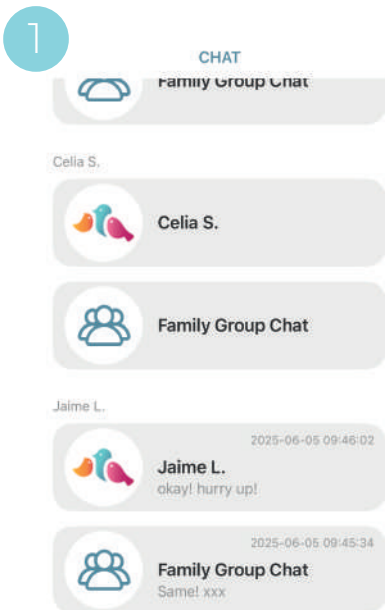 1
CHAT
Family Group Chat
Celia S.
Celia S.
Family Group Chat
Jaime L.
2025-06-05 09:46:02
Jaime L.
okay! hurry up!
2025-06-05 09:45:34
Family Group Chat
Same! xxx